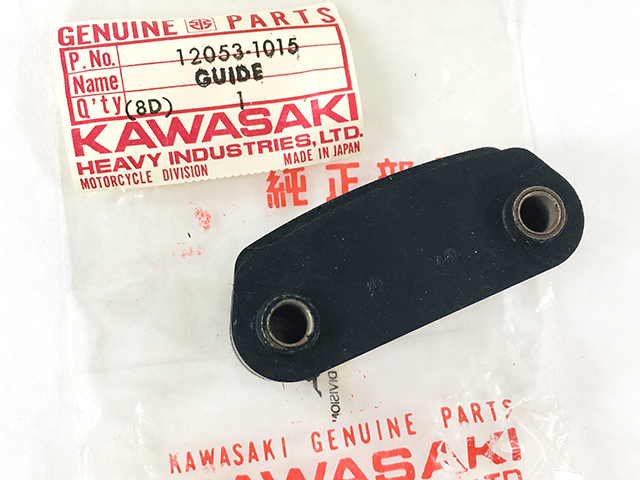 GENUINE PARTS
P.No. 12053-1015
Name GUIDE
Q'ty (8D) 1
KAWASAKI
HEAVY INDUSTRIES, LTD.
MOTORCYCLE DIVISION MADE IN JAPAN
純正部
KAWASAKI GENUINE PARTS
KAWASAKI